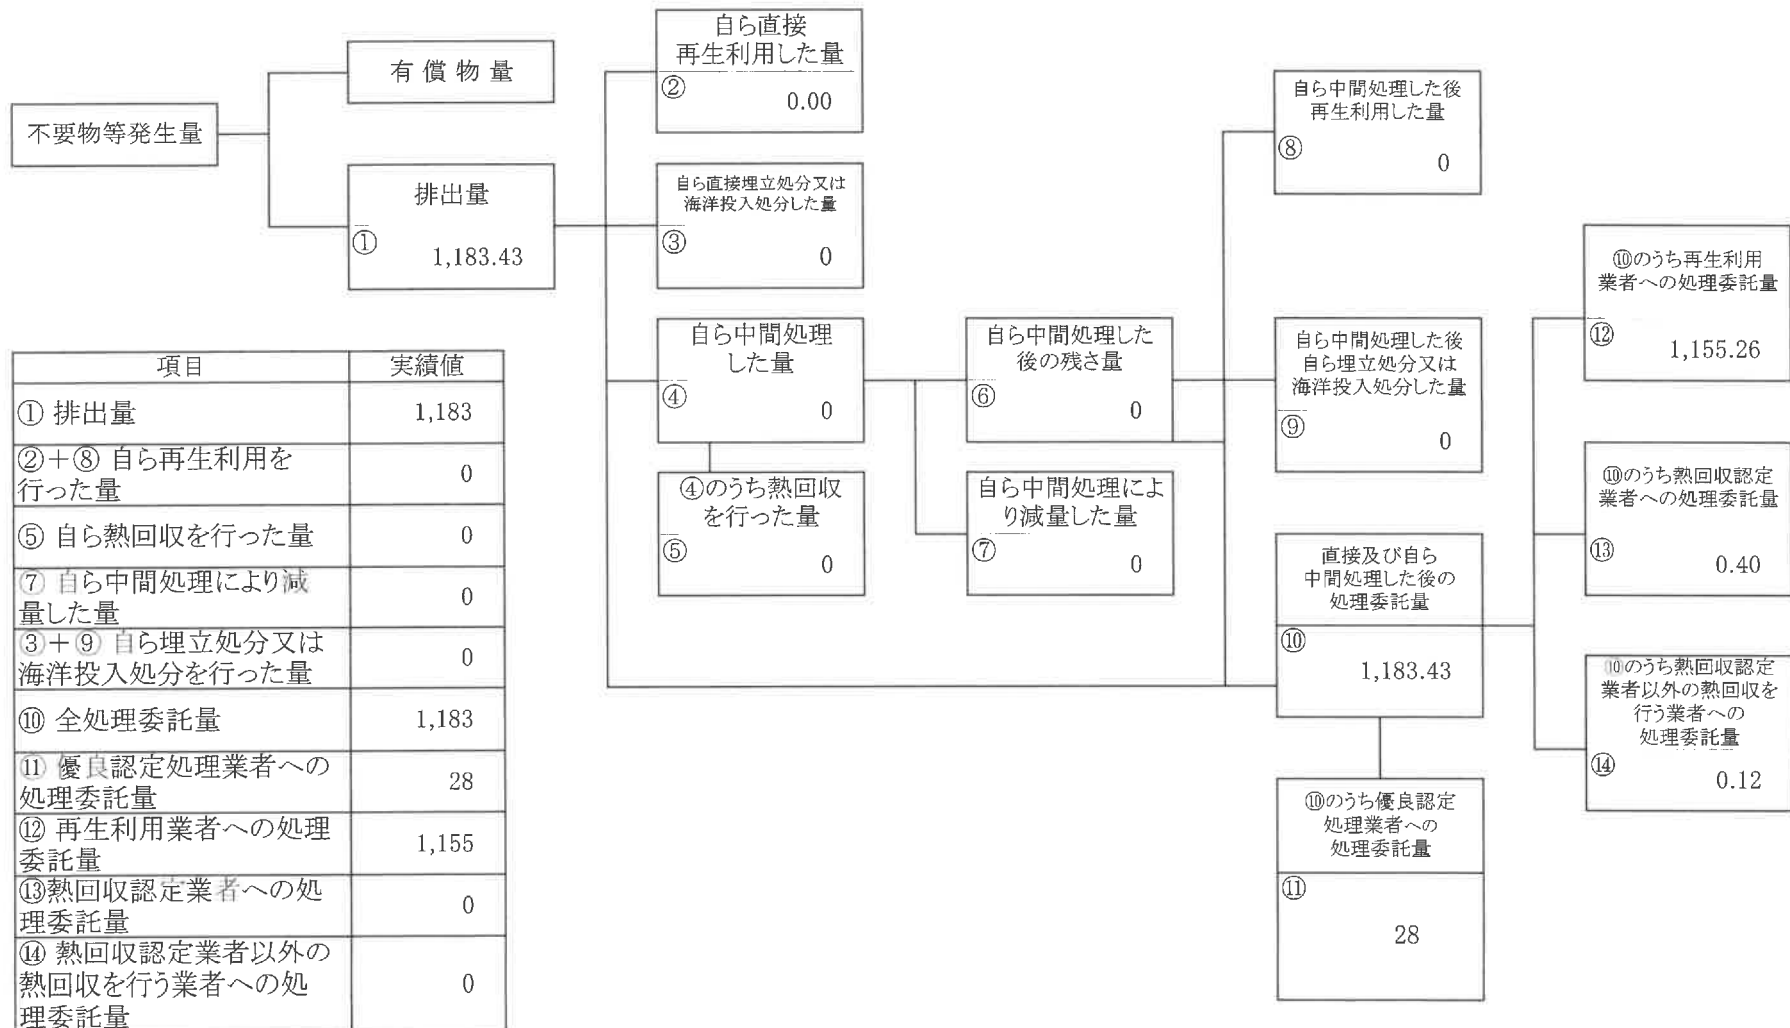 不要物等発生量
有償物量
排出量
①
1,183.43
自ら直接
再生利用した量
②
0.00
自ら直接埋立処分又は
海洋投入処分した量
③
0
自ら中間処理
した量
④
0
④のうち熱回収
を行った量
⑤
0
自ら中間処理した
後の残さ量
⑥
0
自ら中間処理によ
り減量した量
⑦
0
自ら中間処理した後
再生利用した量
⑧
0
自ら中間処理した後
自ら埋立処分又は
海洋投入処分した量
⑨
0
直接及び自ら
中間処理した後の
処理委託量
⑩
1,183.43
⑩のうち優良認定
処理業者への
処理委託量
⑪
28
⑩のうち再生利用
業者への処理委託量
⑫
1,155.26
⑩のうち熱回収認定
業者への処理委託量
⑬
0.40
⑩のうち熱回収認定
業者以外の熱回収を
行う業者への
処理委託量
⑭
0.12
項目 実績値
① 排出量 1,183
②+⑧ 自ら再生利用を
行った量 0
⑤ 自ら熱回収を行った量 0
⑦ 自ら中間処理により減
量した量 0
③+⑨ 自ら埋立処分又は
海洋投入処分を行った量 0
⑩ 全処理委託量 1,183
⑪ 優良認定処理業者への
処理委託量 28
⑫ 再生利用業者への処理
委託量 1,155
⑬熱回収認定業者への処
理委託量 0
⑭ 熱回収認定業者以外の
熱回収を行う業者への処
理委託量 0